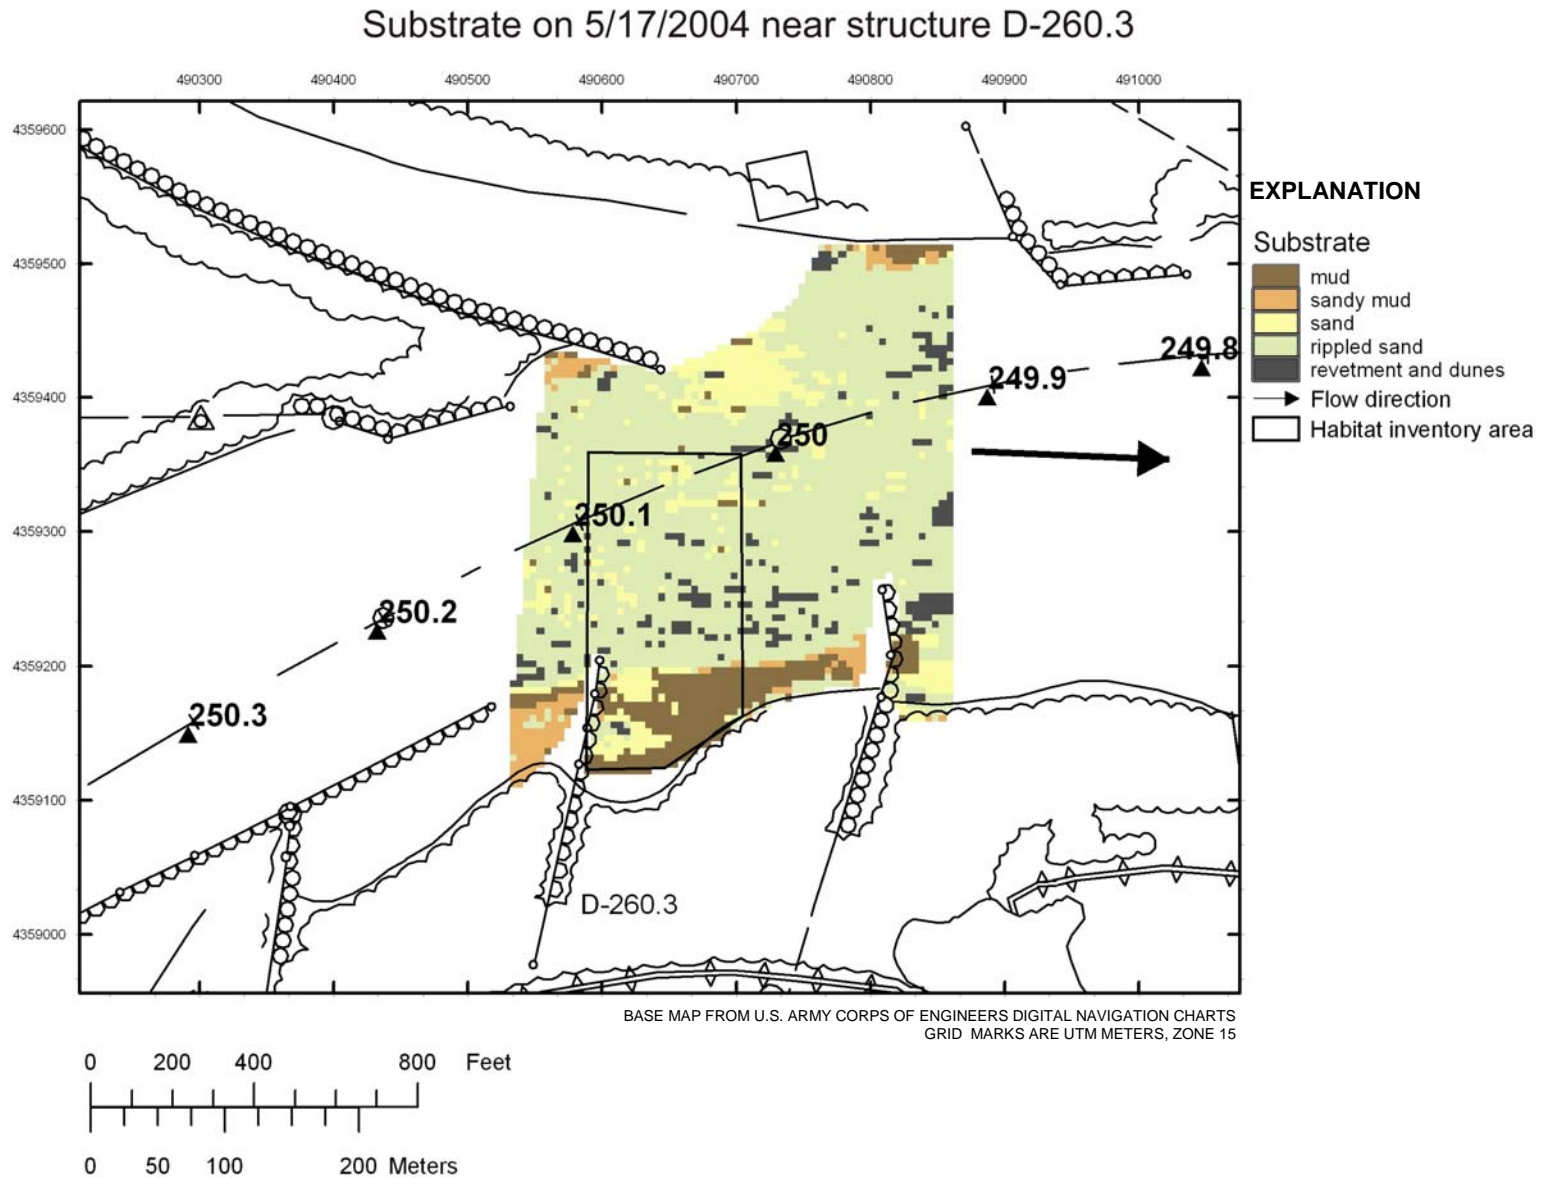 Substrate on 5/17/2004 near structure D-260.3
490300 490400 490500 490600 490700 490800 490900 491000
4359600
4359500
4359400
4359300
4359200
4359100
4359000
249.8
249.9
250
250.1
250.2
250.3
D-260.3
EXPLANATION
Substrate
mud
sandy mud
sand
rippled sand
revetment and dunes
Flow direction
Habitat inventory area
BASE MAP FROM U.S. ARMY CORPS OF ENGINEERS DIGITAL NAVIGATION CHARTS
GRID MARKS ARE UTM METERS, ZONE 15
0 200 400 800 Feet
0 50 100 200 Meters